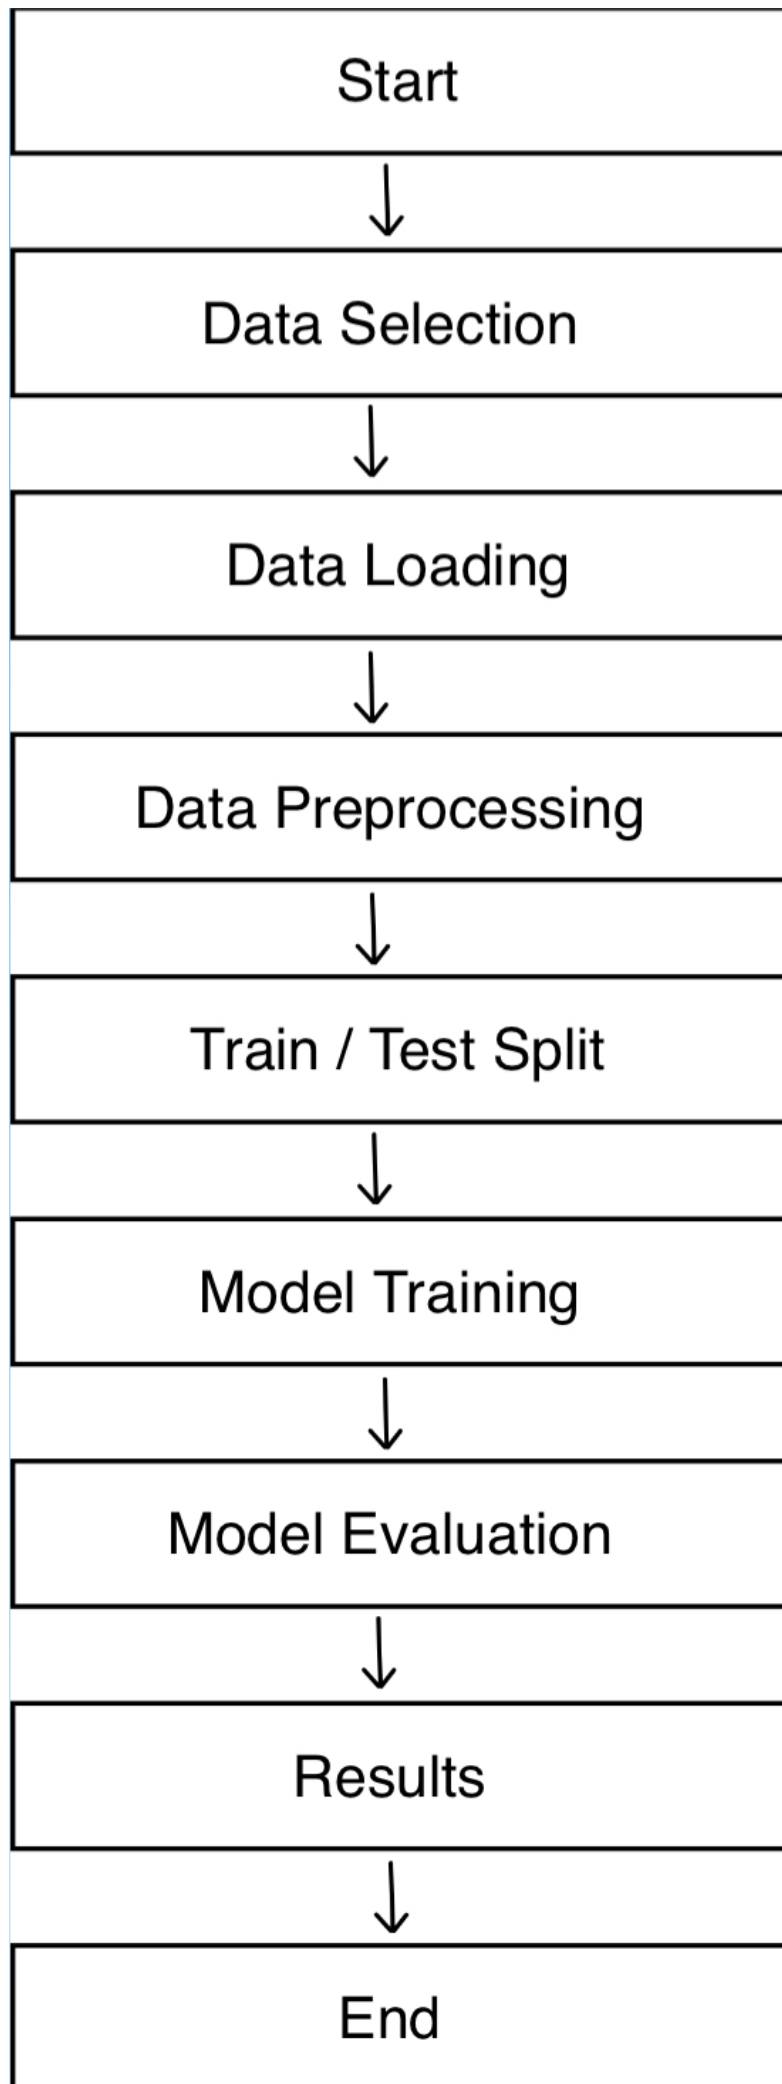 Start
Data Selection
Data Loading
Data Preprocessing
Train / Test Split
Model Training
Model Evaluation
Results
End